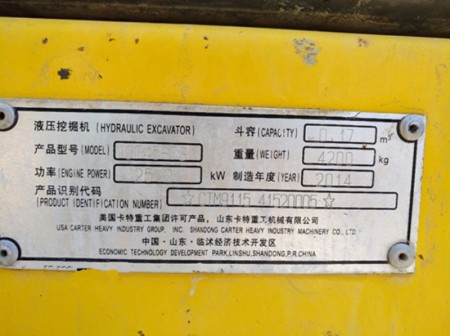 液压挖掘机 (HYDRAULIC EXCAVATOR) 斗容(CAPACITY) 0.17 m³
产品型号(MODEL) 重量(WEIGHT) 4200 kg
功率(ENGINE POWER) kW 制造年度(YEAR) 2014
产品识别代码
(PRODUCT IDENTIFICATION NUMBER) ☆CTM9115 41520005☆
美国卡特重工集团许可产品，山东卡特重工机械有限公司
USA CARTER HEAVY INDUSTRY GROUP, INC. SHANDONG CARTER HEAVY INDUSTRY MACHINERY CO., LTD
中国·山东·临沭经济技术开发区
ECONOMIC TECHNOLOGY DEVELOPMENT PARK,LINSHU,SHANDONG,P.R.CHINA